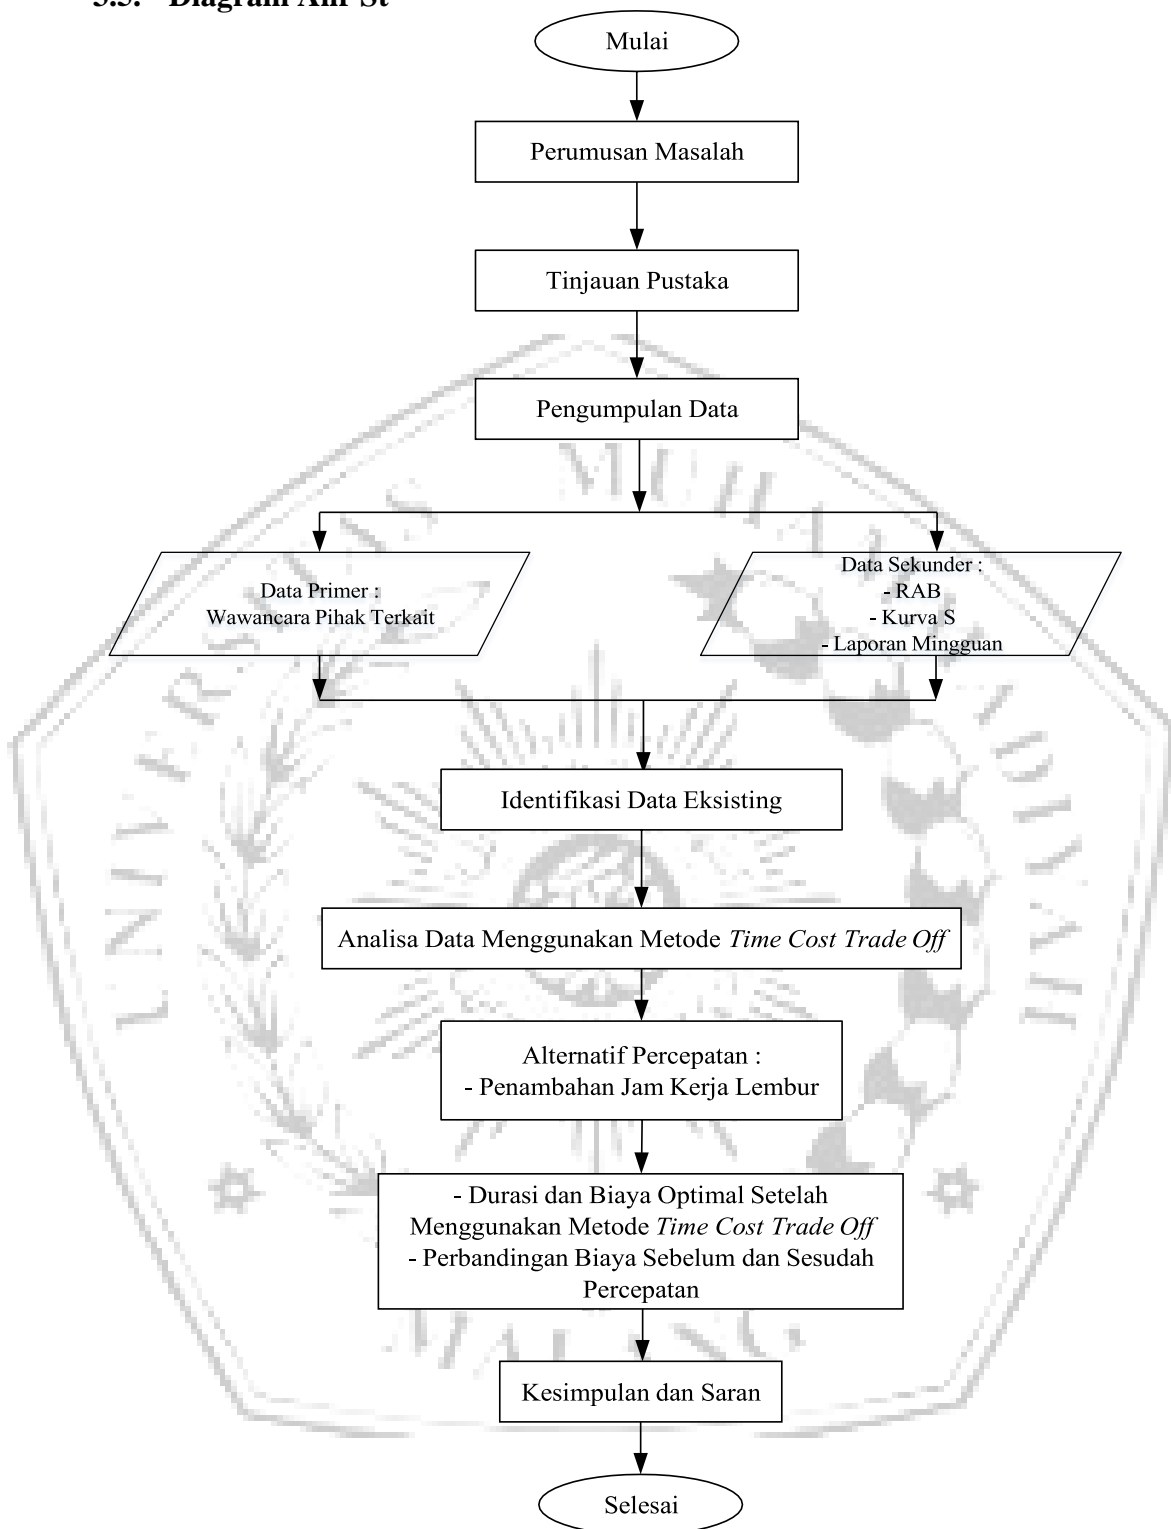 3.3. Diagram Alir St
Mulai
Perumusan Masalah
Tinjauan Pustaka
Pengumpulan Data
Data Primer :
Wawancara Pihak Terkait
Data Sekunder :
- RAB
- Kurva S
- Laporan Mingguan
Identifikasi Data Eksisting
Analisa Data Menggunakan Metode Time Cost Trade Off
Alternatif Percepatan :
- Penambahan Jam Kerja Lembur
- Durasi dan Biaya Optimal Setelah
Menggunakan Metode Time Cost Trade Off
- Perbandingan Biaya Sebelum dan Sesudah
Percepatan
Kesimpulan dan Saran
Selesai